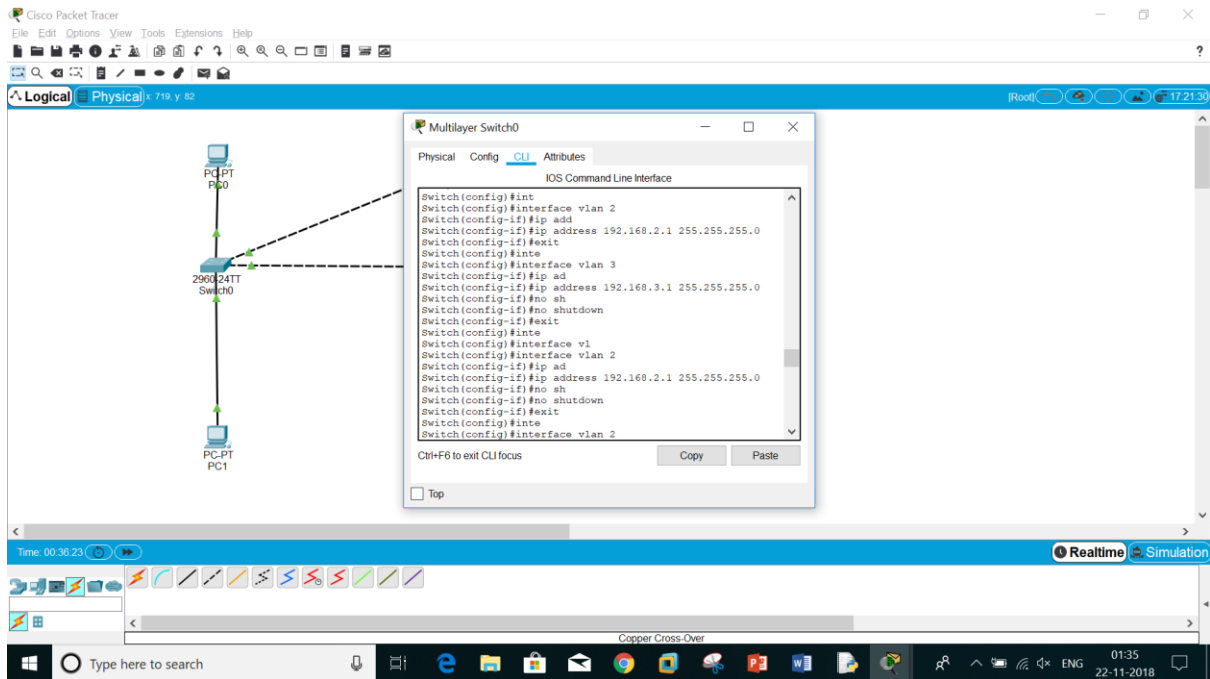 Cisco Packet Tracer
File Edit Options View Tools Extensions Help
?
Logical Physical x: 719, y: 82 [Root] 17:21:30
PC-PT
PC0
2960-24TT
Switch0
PC-PT
PC1
Multilayer Switch0
Physical Config CLI Attributes
IOS Command Line Interface
Switch(config)#int
Switch(config)#interface vlan 2
Switch(config-if)#ip add
Switch(config-if)#ip address 192.168.2.1 255.255.255.0
Switch(config-if)#exit
Switch(config)#inte
Switch(config)#interface vlan 3
Switch(config-if)#ip ad
Switch(config-if)#ip address 192.168.3.1 255.255.255.0
Switch(config-if)#no sh
Switch(config-if)#no shutdown
Switch(config-if)#exit
Switch(config)#inte
Switch(config)#interface vl
Switch(config)#interface vlan 2
Switch(config-if)#ip ad
Switch(config-if)#ip address 192.168.2.1 255.255.255.0
Switch(config-if)#no sh
Switch(config-if)#no shutdown
Switch(config-if)#exit
Switch(config)#inte
Switch(config)#interface vlan 2
Ctrl+F6 to exit CLI focus Copy Paste
Top
Time: 00:36:23 Realtime Simulation
Copper Cross-Over
Type here to search ENG 01:35
22-11-2018